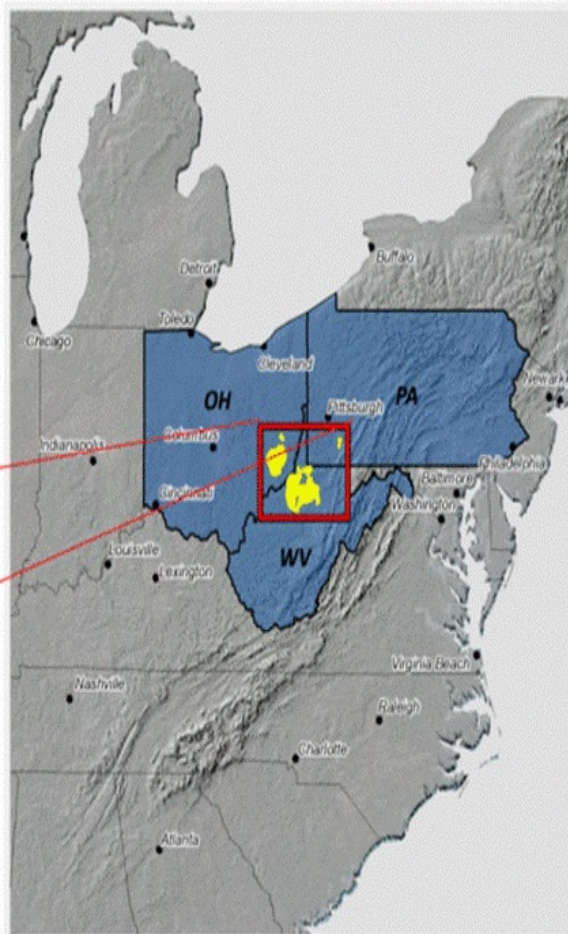 Buffalo
Detroit
Toledo
Chicago
Cleveland
Newark
OH
PA
Pittsburgh
Columbus
Indianapolis
Philadelphia
Baltimore
Cincinnati
Washington
WV
Louisville
Lexington
Virginia Beach
Nashville
Raleigh
Charlotte
Atlanta